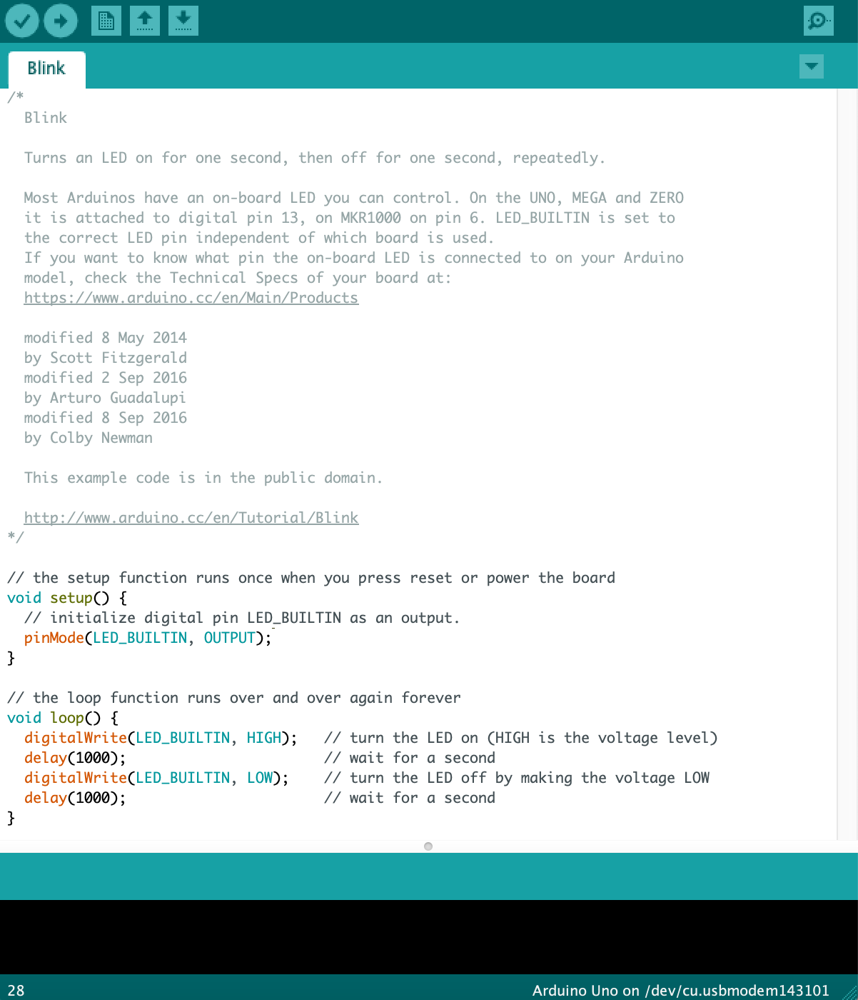 Blink
/*
  Blink

  Turns an LED on for one second, then off for one second, repeatedly.

  Most Arduinos have an on-board LED you can control. On the UNO, MEGA and ZERO
  it is attached to digital pin 13, on MKR1000 on pin 6. LED_BUILTIN is set to
  the correct LED pin independent of which board is used.
  If you want to know what pin the on-board LED is connected to on your Arduino
  model, check the Technical Specs of your board at:
  https://www.arduino.cc/en/Main/Products

  modified 8 May 2014
  by Scott Fitzgerald
  modified 2 Sep 2016
  by Arturo Guadalupi
  modified 8 Sep 2016
  by Colby Newman

  This example code is in the public domain.

  http://www.arduino.cc/en/Tutorial/Blink
*/

// the setup function runs once when you press reset or power the board
void setup() {
  // initialize digital pin LED_BUILTIN as an output.
  pinMode(LED_BUILTIN, OUTPUT);
}

// the loop function runs over and over again forever
void loop() {
  digitalWrite(LED_BUILTIN, HIGH);   // turn the LED on (HIGH is the voltage level)
  delay(1000);                       // wait for a second
  digitalWrite(LED_BUILTIN, LOW);    // turn the LED off by making the voltage LOW
  delay(1000);                       // wait for a second
}
28
Arduino Uno on /dev/cu.usbmodem143101